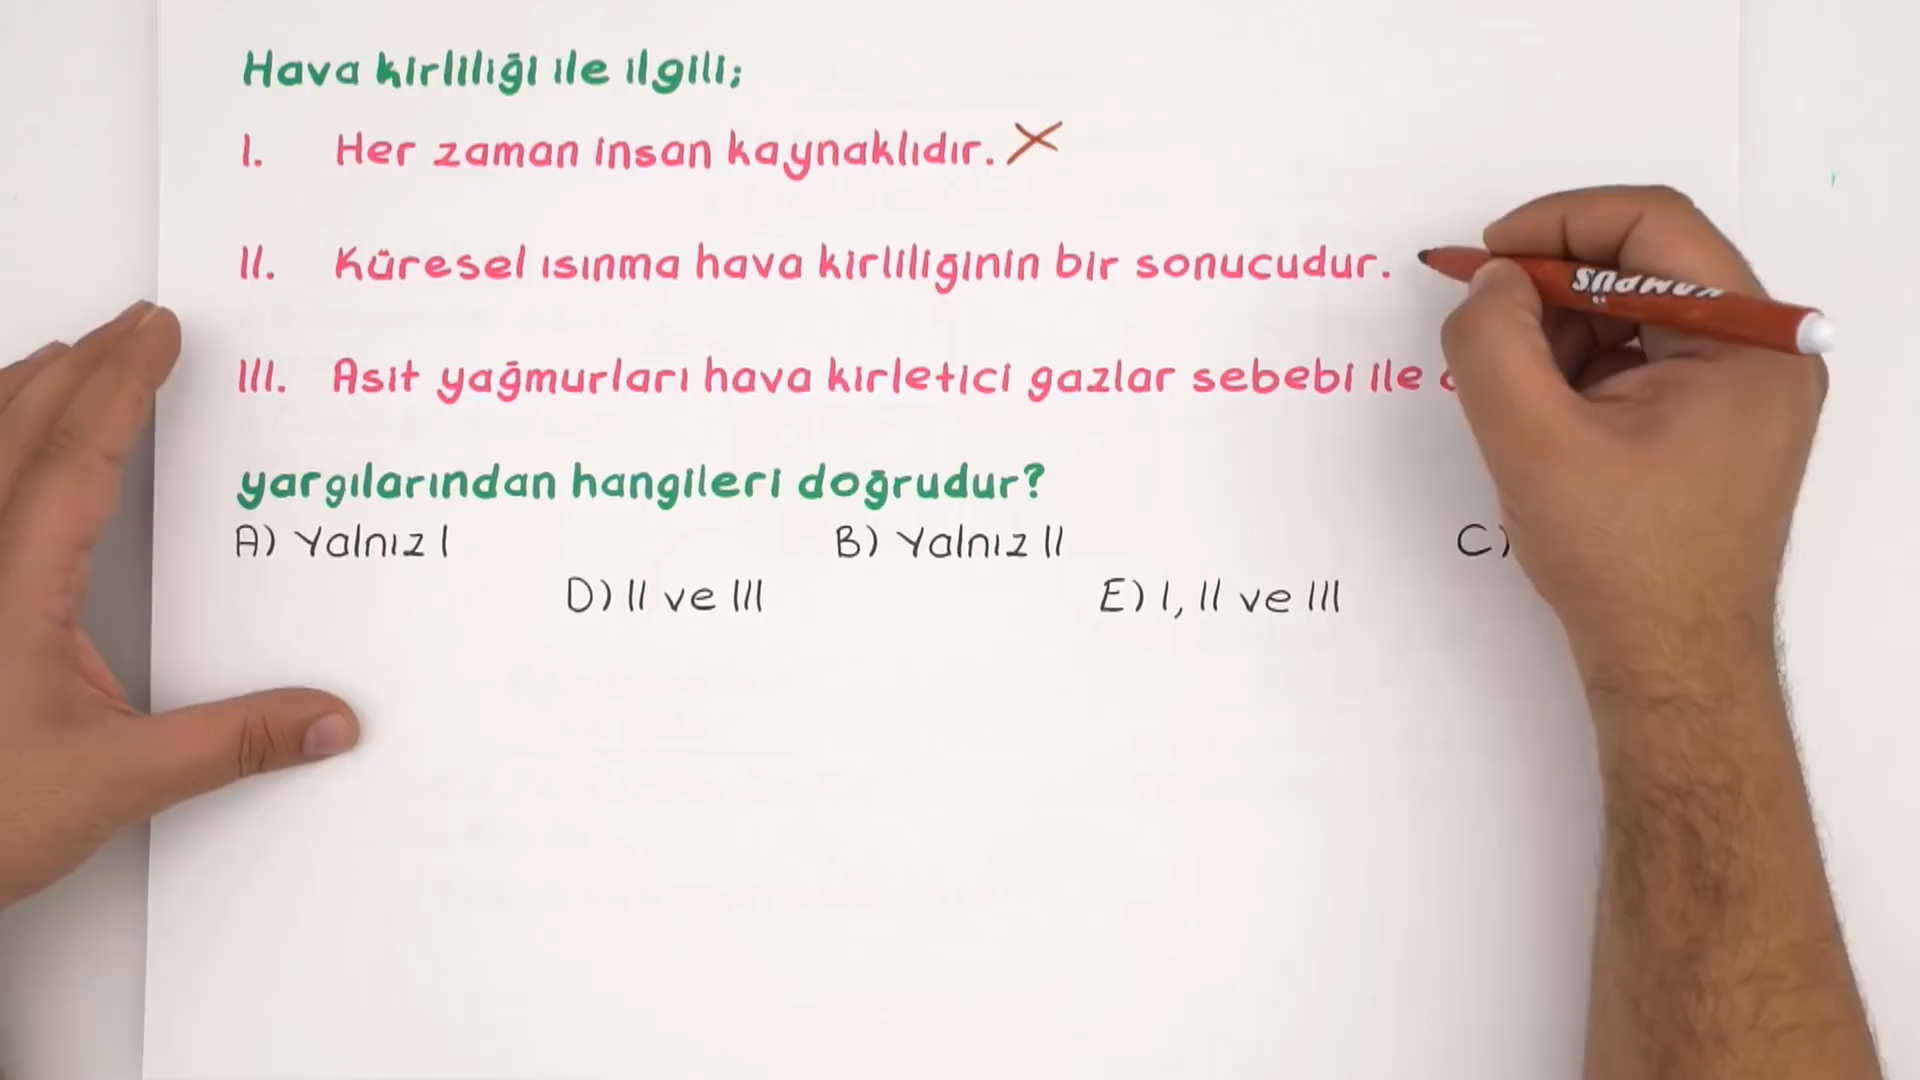 Hava kirliliği ile ilgili;
I. Her zaman insan kaynaklıdır.
II. Küresel ısınma hava kirliliğinin bir sonucudur.
KAMPÜS
III. Asit yağmurları hava kirletici gazlar sebebi ile
yargılarından hangileri doğrudur?
A) Yalnız I B) Yalnız II C)
D) II ve III E) I, II ve III